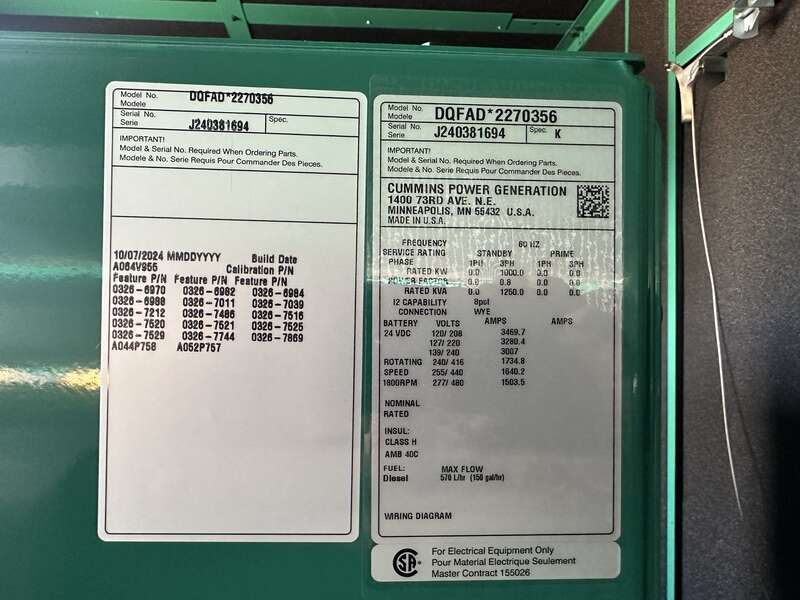 Model No.
Modele
DQFAD*2270356
Serial No.
Serie
J240381694
Spec.
IMPORTANT!
Model & Serial No. Required When Ordering Parts.
Modele & No. Serie Requis Pour Commander Des Pieces.
10/07/2024 MMDDYYYY Build Date
A064V955 Calibration P/N
Feature P/N Feature P/N Feature P/N
0326-6970 0326-6982 0326-6984
0326-6988 0326-7011 0326-7039
0326-7212 0326-7486 0326-7516
0326-7520 0326-7521 0326-7525
0326-7529 0326-7744 0326-7869
A044P758 A052P757
Model No.
Modele
DQFAD*2270356
Serial No.
Serie
J240381694
Spec. K
IMPORTANT!
Model & Serial No. Required When Ordering Parts.
Modele & No. Serie Requis Pour Commander Des Pieces.
CUMMINS POWER GENERATION
1400 73RD AVE. N.E.
MINNEAPOLIS, MN 55432 U.S.A.
MADE IN U.S.A.
FREQUENCY 60 HZ
SERVICE RATING STANDBY PRIME
PHASE 1PH 3PH 1PH 3PH
RATED KW 0.0 1000.0 0.0 0.0
POWER FACTOR 0.0 0.8 0.0 0.0
RATED KVA 0.0 1250.0 0.0 0.0
I2 CAPABILITY 8pct
CONNECTION WYE
BATTERY VOLTS AMPS AMPS
24 VDC 120/ 208 3469.7
127/ 220 3280.4
139/ 240 3007
ROTATING 240/ 416 1734.8
SPEED 255/ 440 1640.2
1800RPM 277/ 480 1503.5
NOMINAL
RATED
INSUL:
CLASS H
AMB 40C
FUEL: MAX FLOW
Diesel 570 L/hr (150 gal/hr)
WIRING DIAGRAM
For Electrical Equipment Only
Pour Material Electrique Seulement
Master Contract 155026